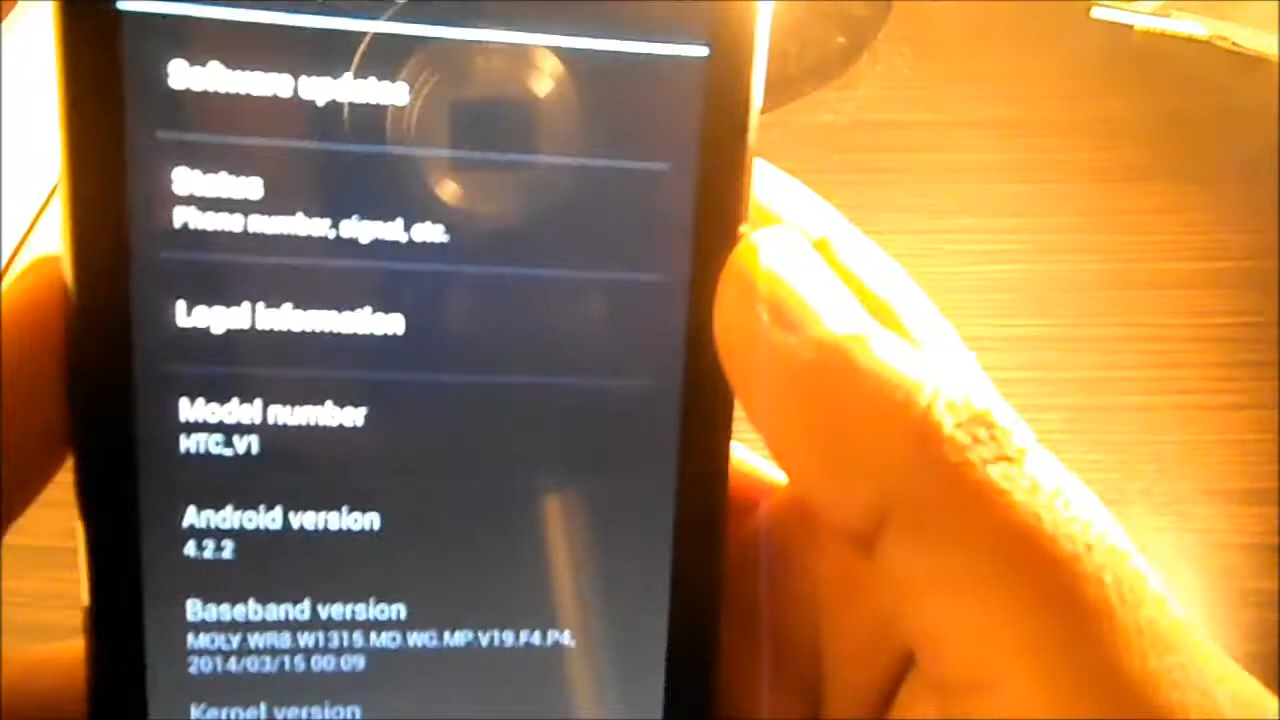 Software updates
Status
Phone number, signal, etc.
Legal information
Model number
HTC_V1
Android version
4.2.2
Baseband version
MOLY.WR8.W1315.MD.WG.MP.V19.F4.P4,
2014/03/15 00:09
Kernel version